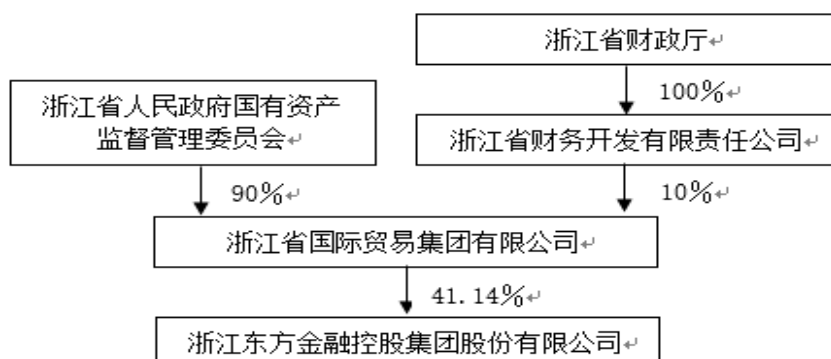 浙江省财政厅↵
100%↵
浙江省人民政府国有资产
监督管理委员会↵
浙江省财务开发有限责任公司↵
90%↵
10%↵
浙江省国际贸易集团有限公司↵
41.14%↵
浙江东方金融控股集团股份有限公司↵